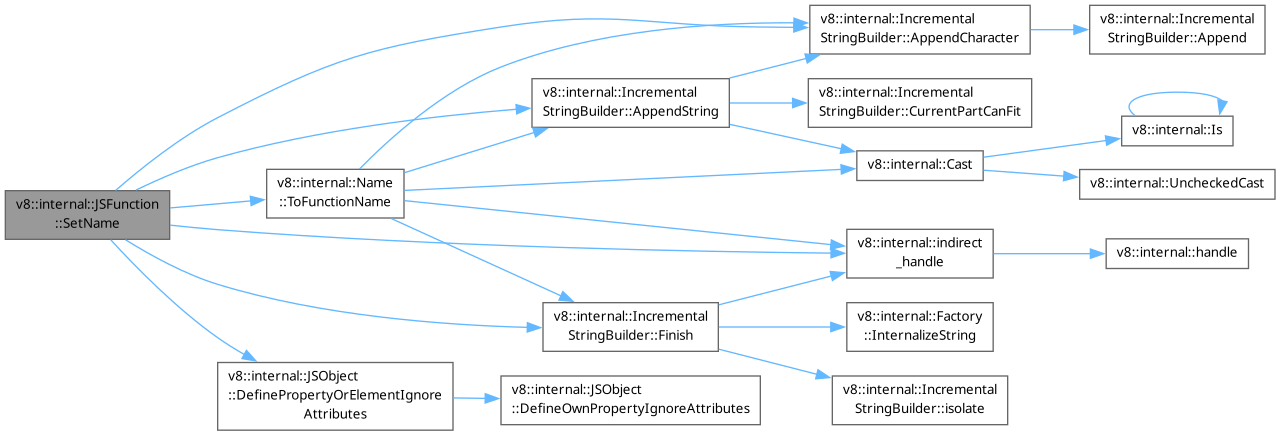 v8::internal::JSFunction
::SetName
v8::internal::Name
::ToFunctionName
v8::internal::JSObject
::DefinePropertyOrElementIgnore
Attributes
v8::internal::Incremental
StringBuilder::AppendString
v8::internal::Incremental
StringBuilder::Finish
v8::internal::JSObject
::DefineOwnPropertyIgnoreAttributes
v8::internal::Incremental
StringBuilder::AppendCharacter
v8::internal::Incremental
StringBuilder::CurrentPartCanFit
v8::internal::Cast
v8::internal::indirect
_handle
v8::internal::Factory
::InternalizeString
v8::internal::Incremental
StringBuilder::isolate
v8::internal::Incremental
StringBuilder::Append
v8::internal::Is
v8::internal::UncheckedCast
v8::internal::handle